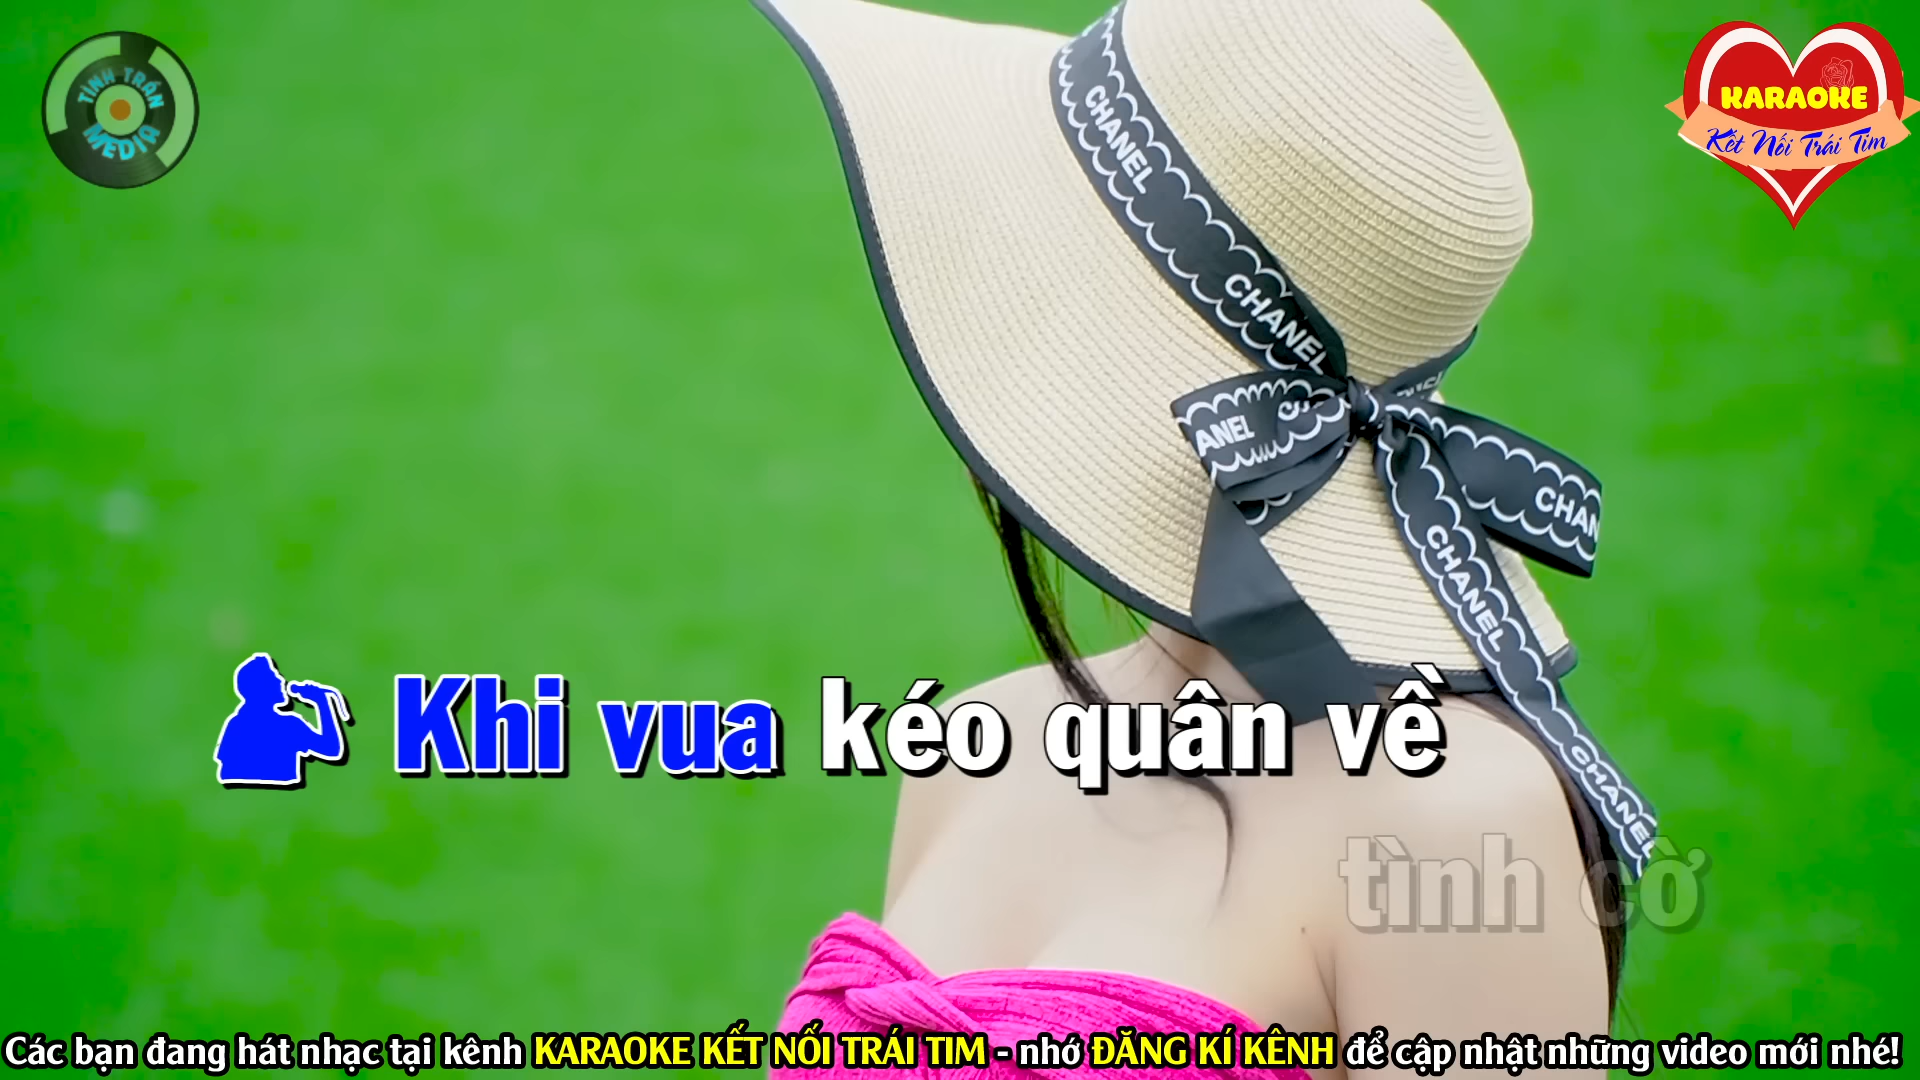 TÌNH TRẦN
MEDIA
KARAOKE
Kết Nối Trái Tim
CHANEL
CHANEL
ANEL
CHAN
CHANEL
CHANEL
Khi vua kéo quân về
tình cờ
Các bạn đang hát nhạc tại kênh KARAOKE KẾT NỐI TRÁI TIM - nhớ ĐĂNG KÍ KÊNH để cập nhật những video mới nhé!